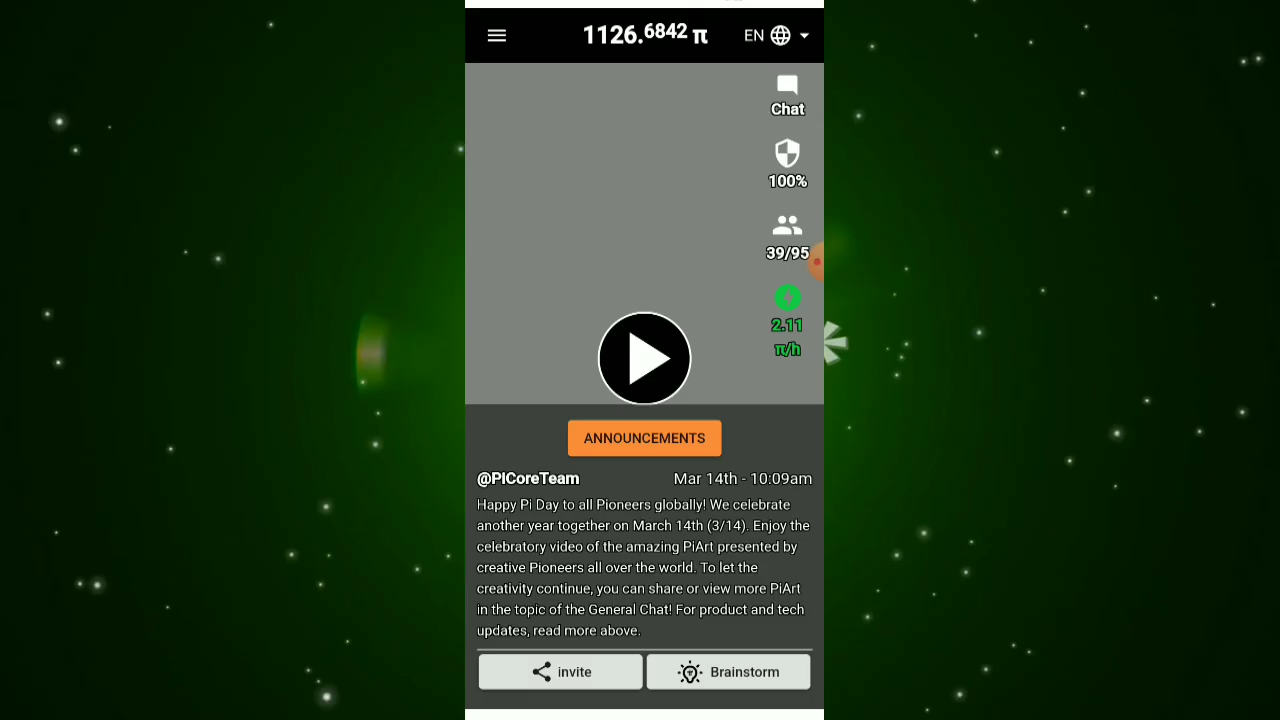 1126.6842 π
EN
Chat
100%
39/95
2.11
π/h
ANNOUNCEMENTS
@PICoreTeam Mar 14th - 10:09am
Happy Pi Day to all Pioneers globally! We celebrate
another year together on March 14th (3/14). Enjoy the
celebratory video of the amazing PiArt presented by
creative Pioneers all over the world. To let the
creativity continue, you can share or view more PiArt
in the topic of the General Chat! For product and tech
updates, read more above.
invite
Brainstorm